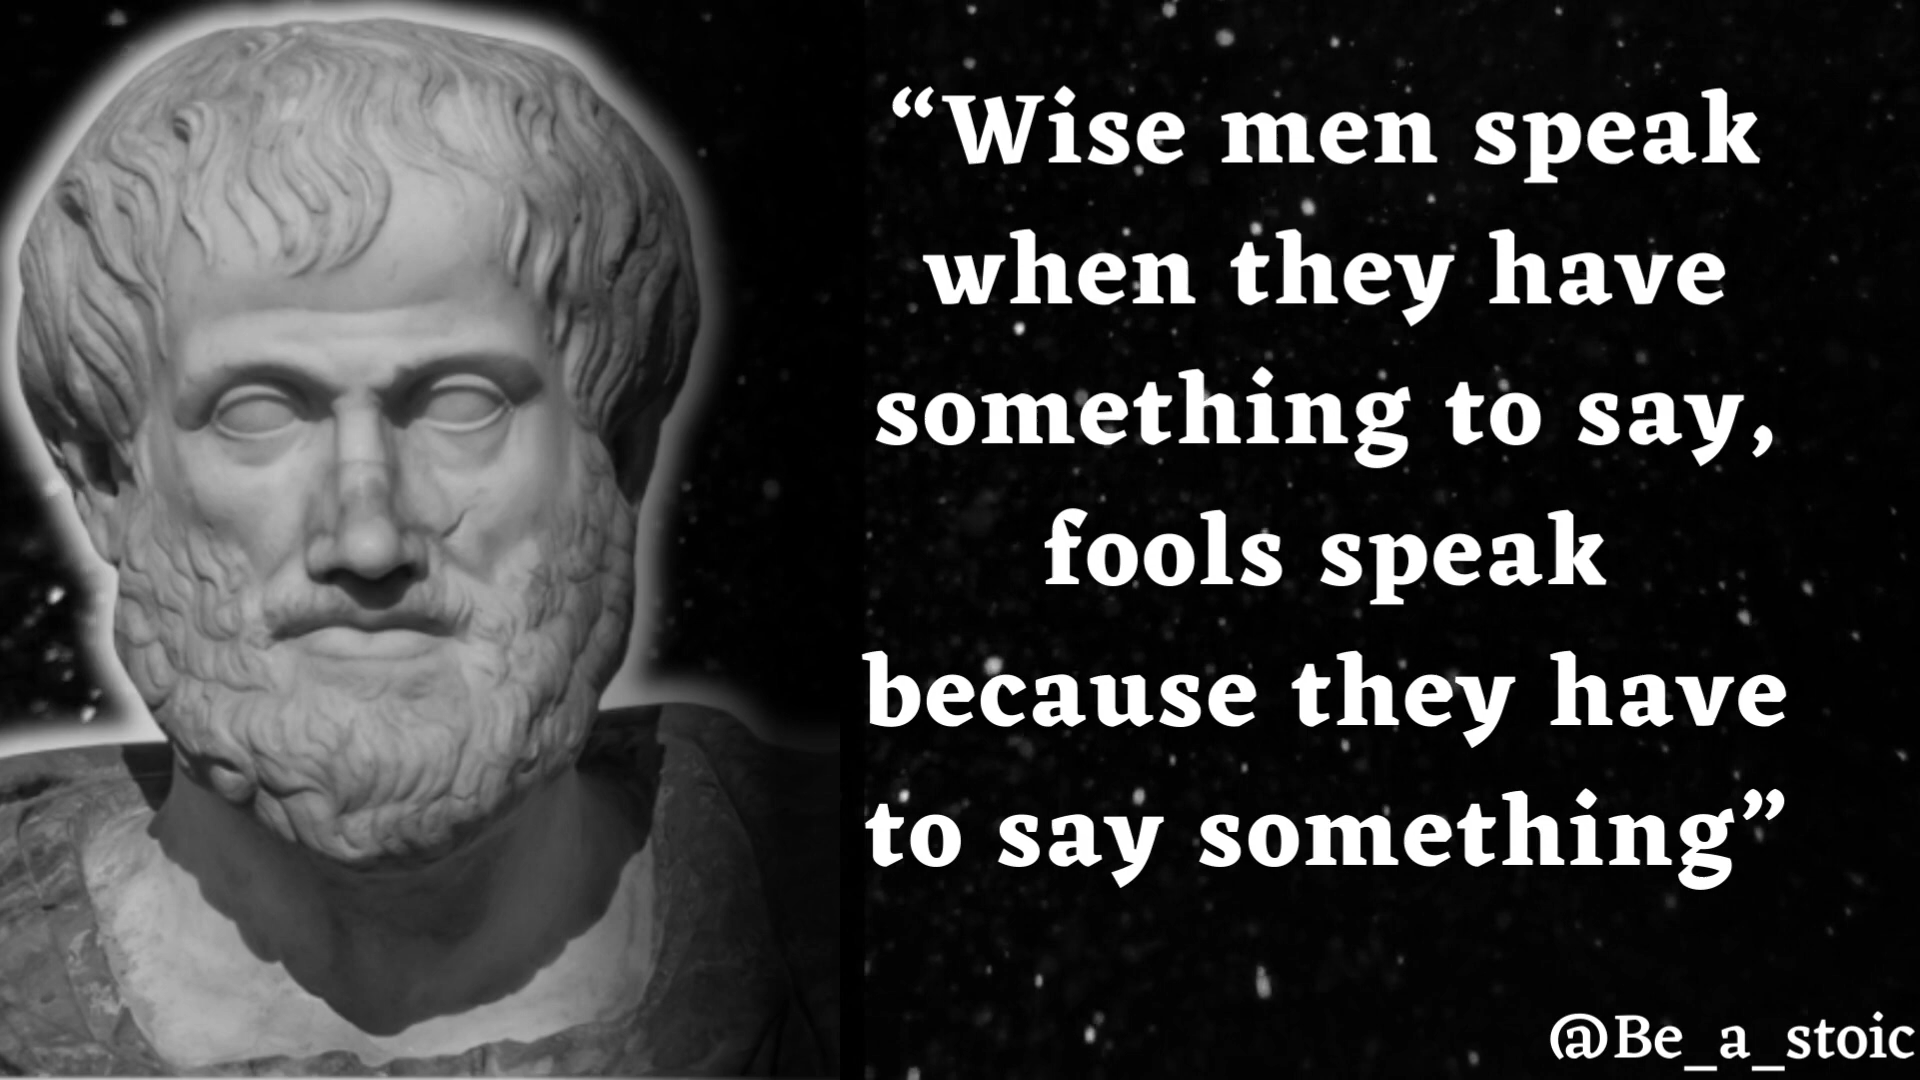 “Wise men speak
when they have
something to say,
fools speak
because they have
to say something”
@Be_a_stoic